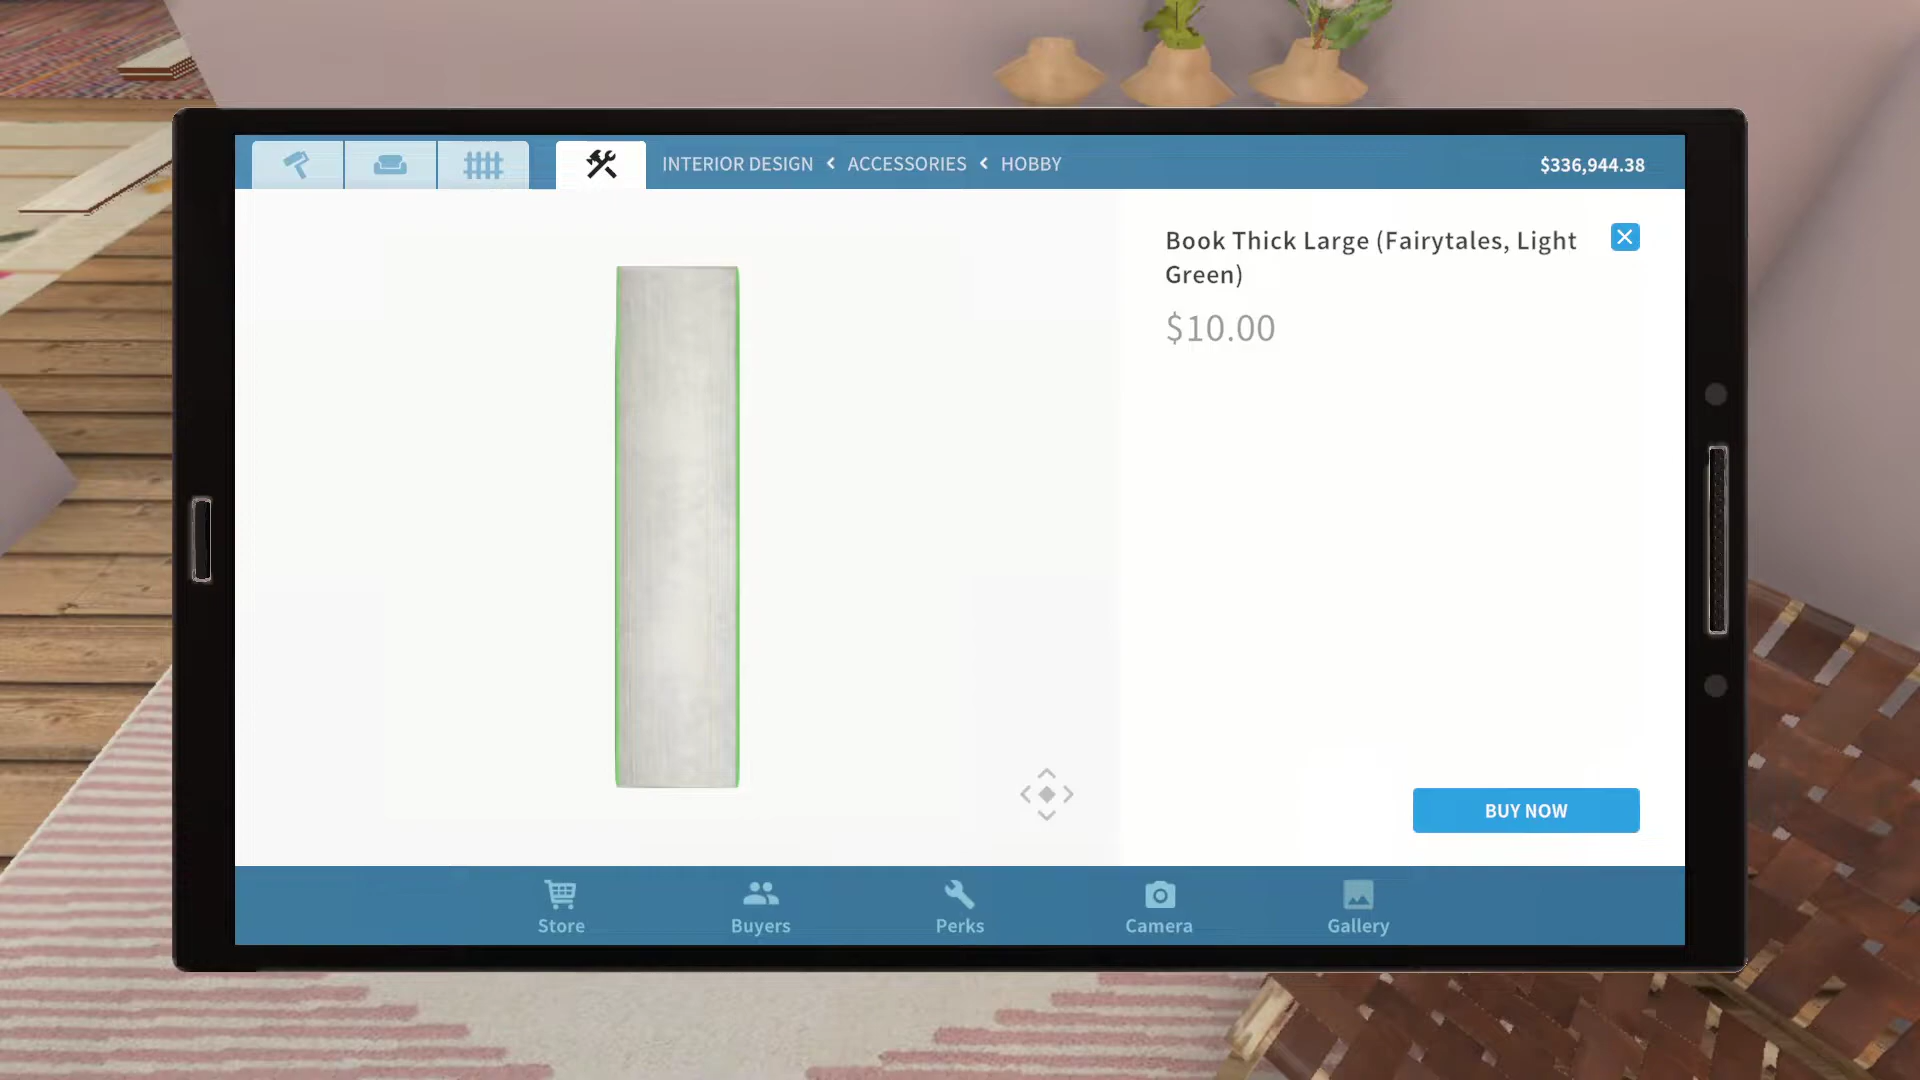 INTERIOR DESIGN < ACCESSORIES < HOBBY
$336,944.38
Book Thick Large (Fairytales, Light
Green)
$10.00
BUY NOW
Store
Buyers
Perks
Camera
Gallery